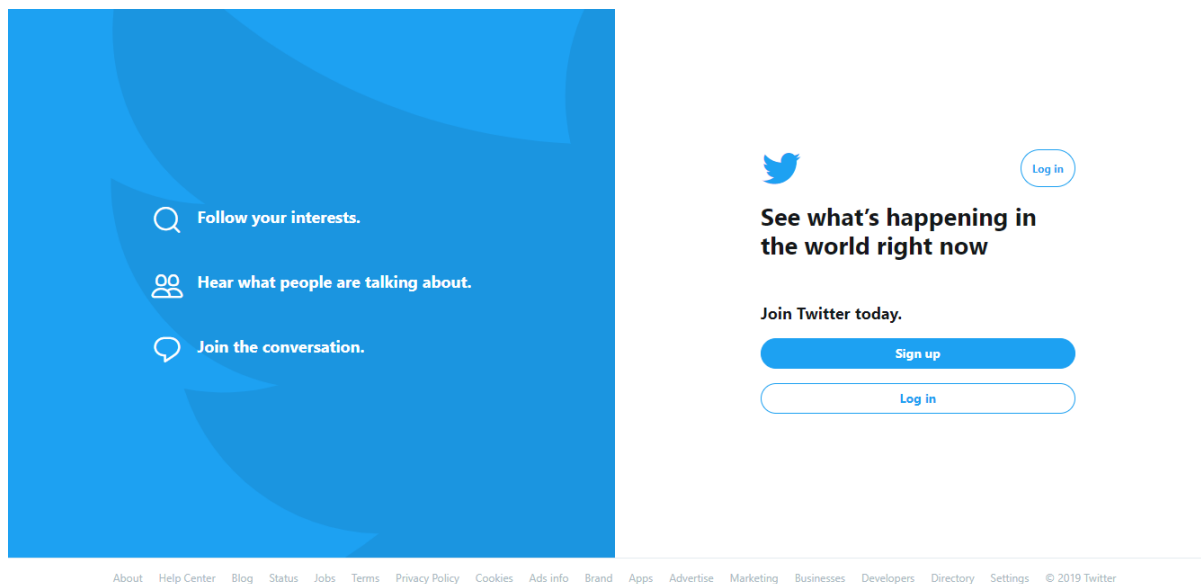 Follow your interests.
Hear what people are talking about.
Join the conversation.
Log in
See what’s happening in
the world right now
Join Twitter today.
Sign up
Log in
About Help Center Blog Status Jobs Terms Privacy Policy Cookies Ads info Brand Apps Advertise Marketing Businesses Developers Directory Settings © 2019 Twitter